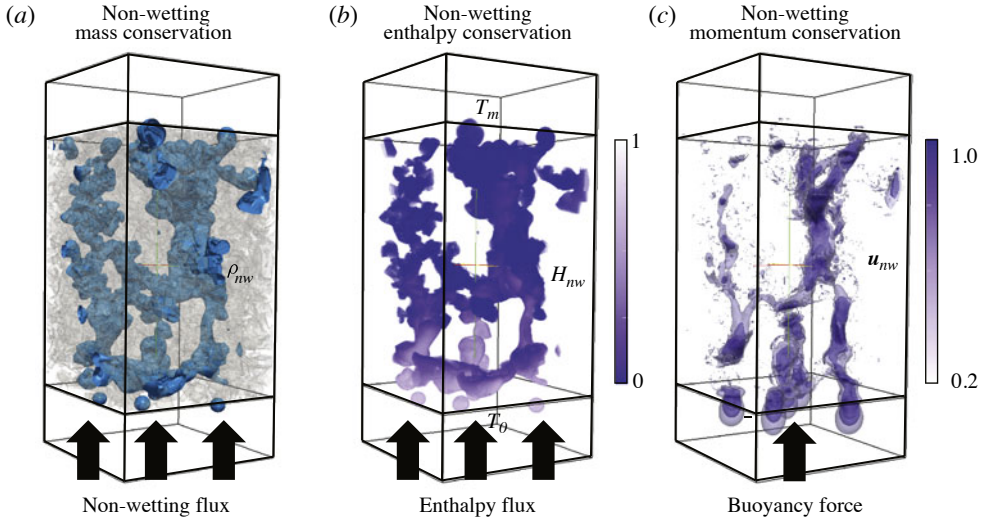 (a) Non-wetting
mass conservation
ρnw
Non-wetting flux
(b) Non-wetting
enthalpy conservation
Tm
1
Hnw
0
T0
Enthalpy flux
(c) Non-wetting
momentum conservation
1.0
unw
0.2
Buoyancy force